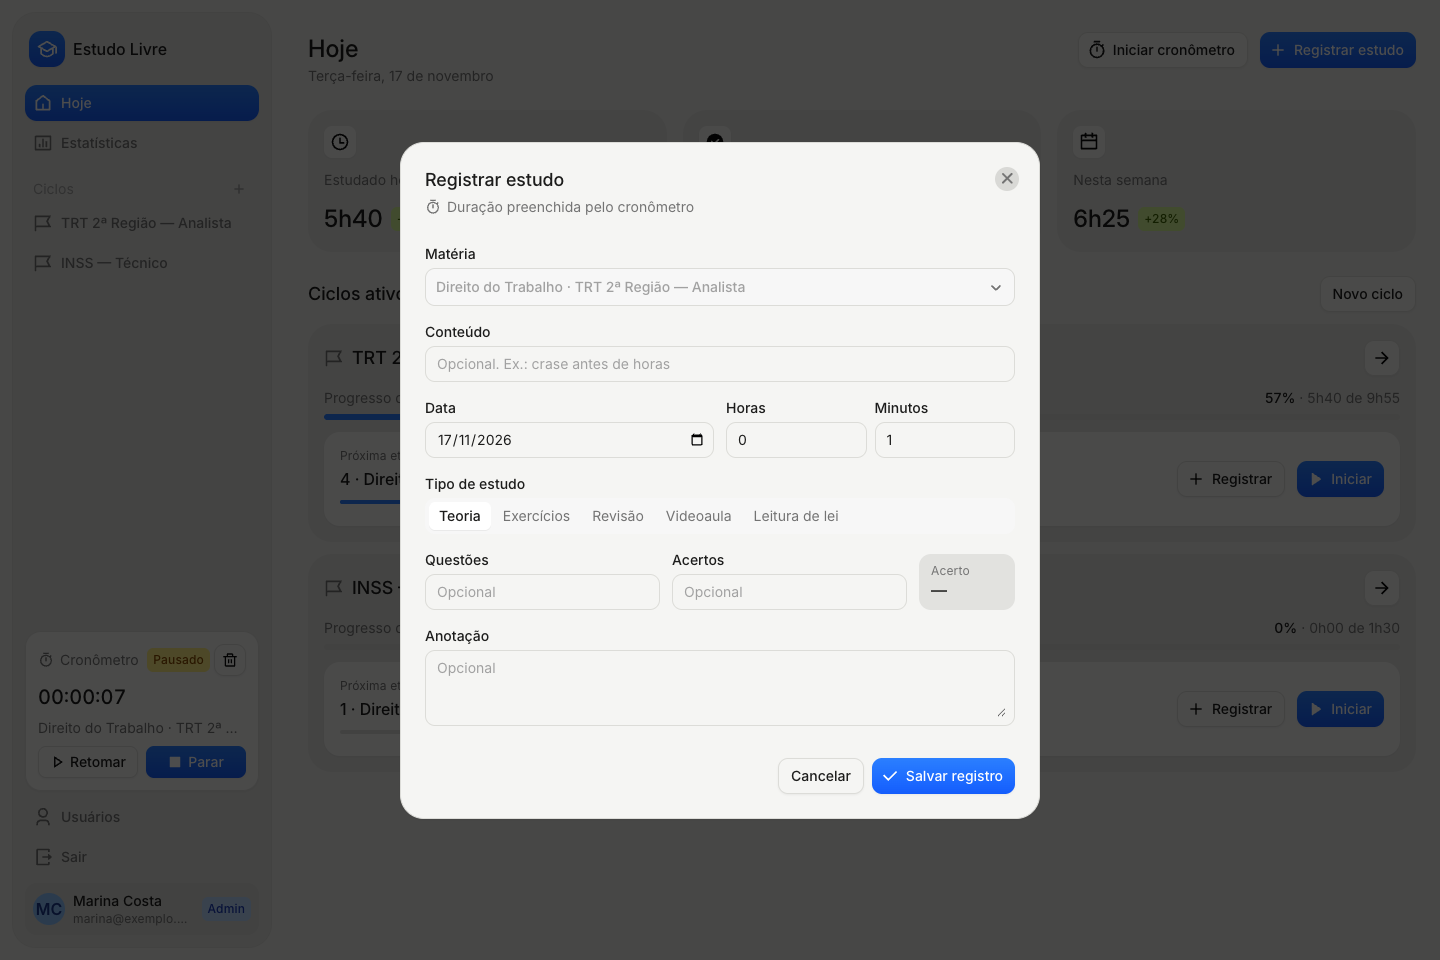 Estudo Livre
Hoje
Estatísticas
Ciclos
TRT 2ª Região — Analista
INSS — Técnico
Cronômetro
Pausado
00:00:07
Direito do Trabalho · TRT 2ª ...
Retomar
Parar
Usuários
Sair
MC
Marina Costa
marina@exemplo....
Admin
Hoje
Terça-feira, 17 de novembro
Iniciar cronômetro
Registrar estudo
Estudado h
5h40
Nesta semana
6h25
+28%
Ciclos ativo
Novo ciclo
TRT 2
Progresso
57% · 5h40 de 9h55
Próxima et
4 · Direi
Registrar
Iniciar
INSS
Progresso
0% · 0h00 de 1h30
Próxima et
1 · Direit
Registrar
Iniciar
Registrar estudo
Duração preenchida pelo cronômetro
Matéria
Direito do Trabalho · TRT 2ª Região — Analista
Conteúdo
Opcional. Ex.: crase antes de horas
Data
Horas
Minutos
17/11/2026
0
1
Tipo de estudo
Teoria
Exercícios
Revisão
Videoaula
Leitura de lei
Questões
Acertos
Acerto
Opcional
Opcional
—
Anotação
Opcional
Cancelar
Salvar registro